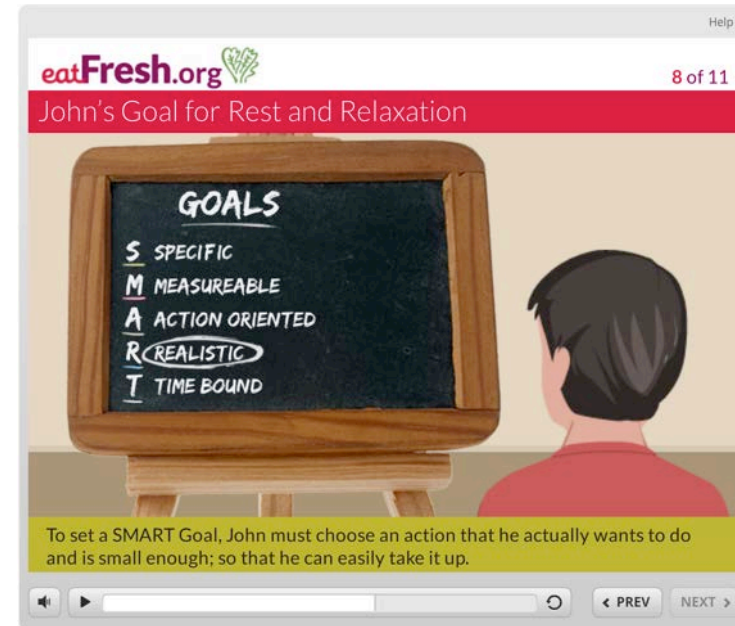 Help
eatFresh.org
8 of 11
John's Goal for Rest and Relaxation
GOALS
S SPECIFIC
M MEASUREABLE
A ACTION ORIENTED
R REALISTIC
T TIME BOUND
To set a SMART Goal, John must choose an action that he actually wants to do
and is small enough; so that he can easily take it up.
< PREV
NEXT >